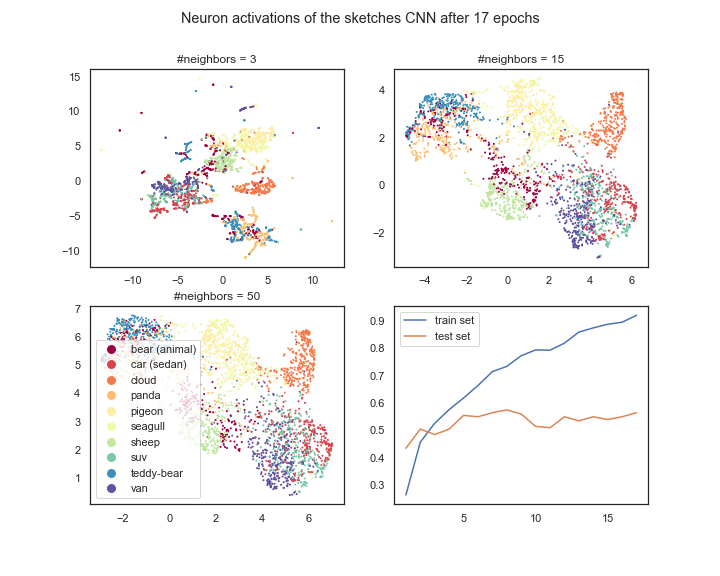 Neuron activations of the sketches CNN after 17 epochs
#neighbors = 3
15
10
5
0
−5
−10
−10
−5
0
5
10
#neighbors = 15
4
2
0
−2
−4
−2
0
2
4
6
#neighbors = 50
7
6
5
4
3
2
1
−2
0
2
4
6
bear (animal)
car (sedan)
cloud
panda
pigeon
seagull
sheep
suv
teddy-bear
van
train set
test set
0.9
0.8
0.7
0.6
0.5
0.4
0.3
5
10
15